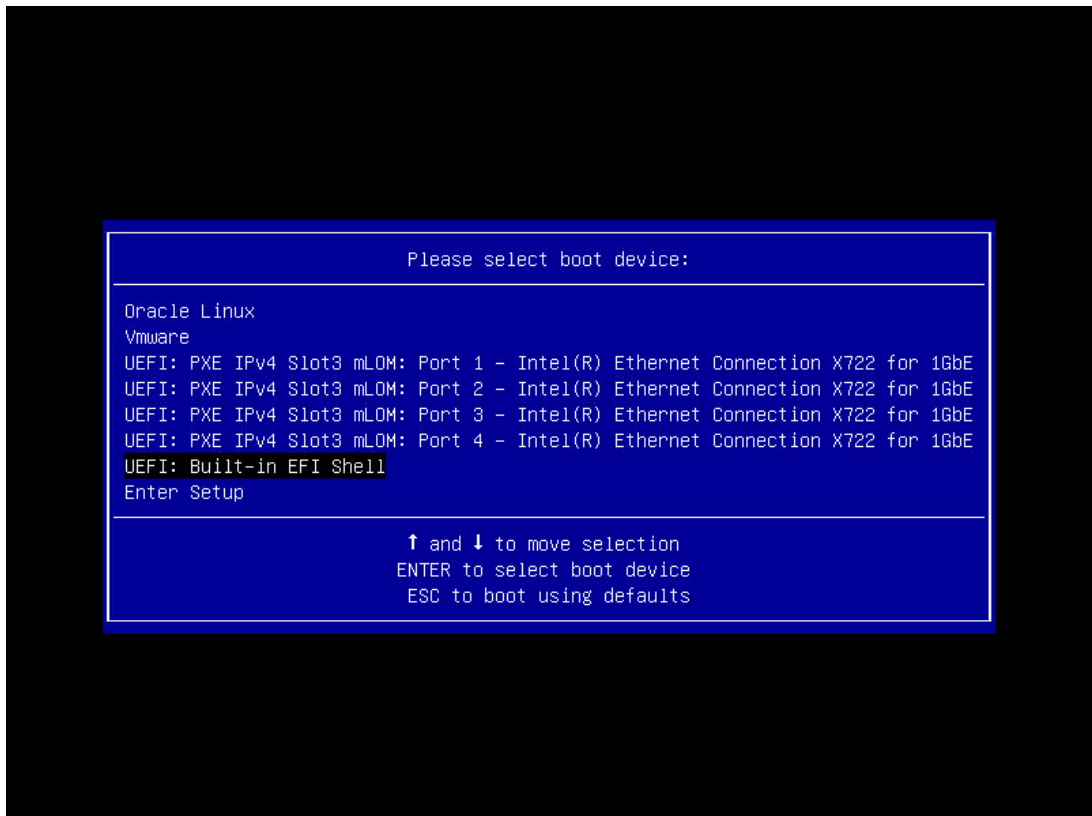 Please select boot device:
Oracle Linux
Vmware
UEFI: PXE IPv4 Slot3 mLOM: Port 1 - Intel(R) Ethernet Connection X722 for 1GbE
UEFI: PXE IPv4 Slot3 mLOM: Port 2 - Intel(R) Ethernet Connection X722 for 1GbE
UEFI: PXE IPv4 Slot3 mLOM: Port 3 - Intel(R) Ethernet Connection X722 for 1GbE
UEFI: PXE IPv4 Slot3 mLOM: Port 4 - Intel(R) Ethernet Connection X722 for 1GbE
UEFI: Built-in EFI Shell
Enter Setup
↑ and ↓ to move selection
ENTER to select boot device
ESC to boot using defaults